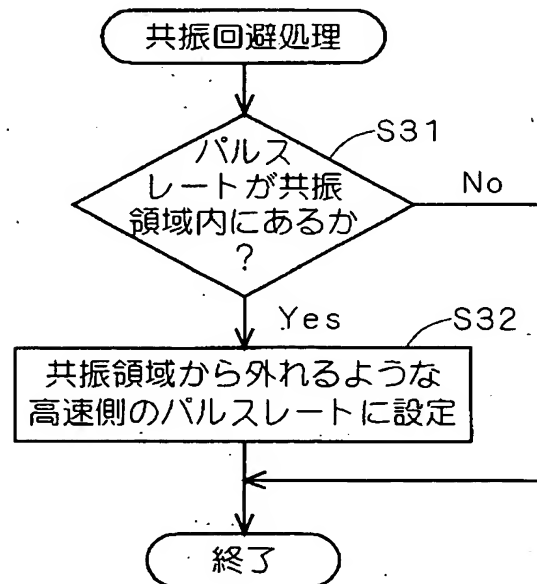 共振回避処理
S31
パルス
レートが共振
領域内にあるか
?
No
Yes
S32
共振領域から外れるような
高速側のパルスレートに設定
終了